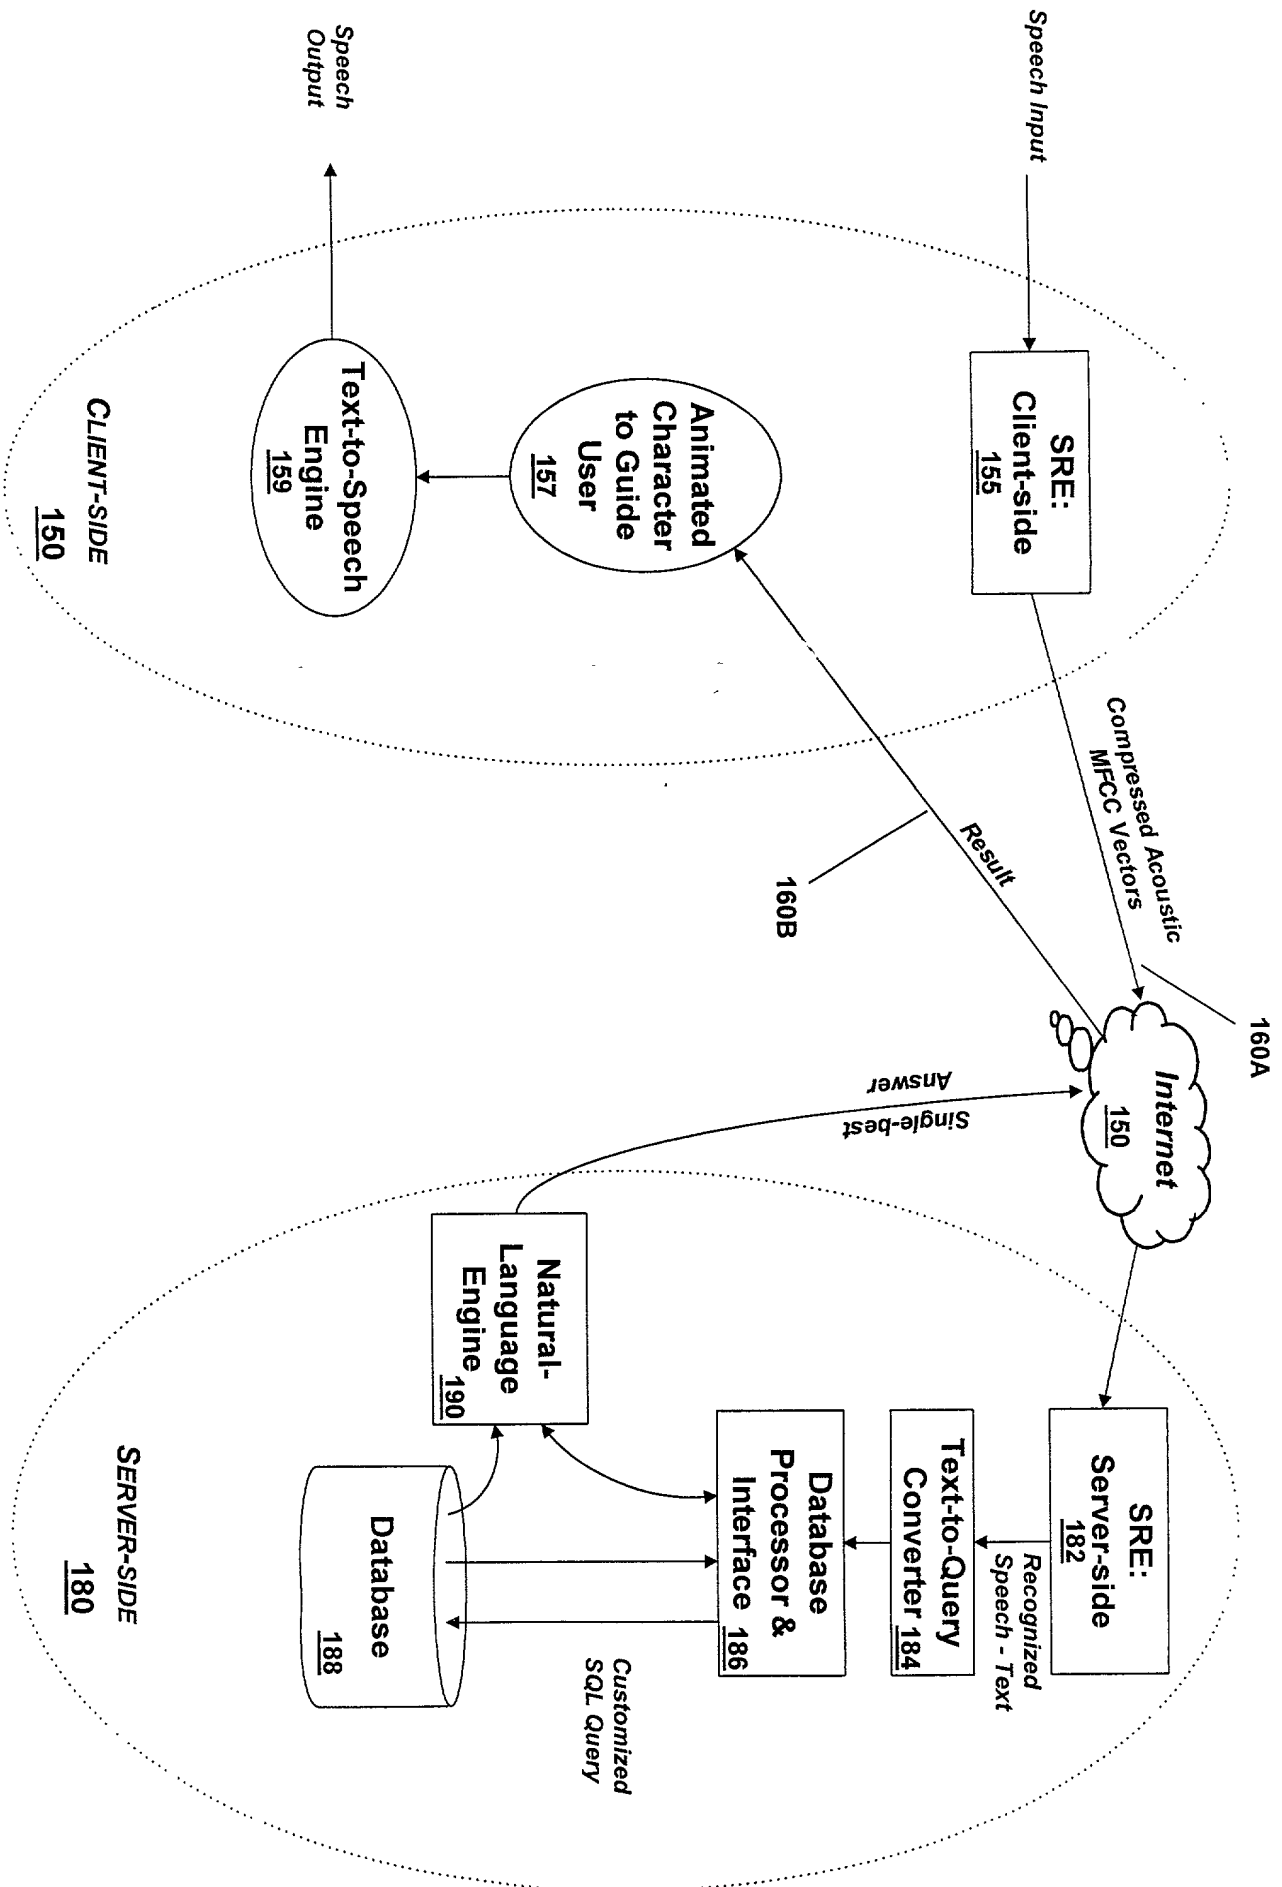 Speech Input
SRE:
Client-side
155
Compressed Acoustic
MFCC Vectors
160A
Internet
150
SRE:
Server-side
182
Recognized
Speech - Text
Text-to-Query
Converter 184
Database
Processor &
Interface 186
Customized
SQL Query
Database
188
Natural-
Language
Engine
190
Single-best
Answer
Result
160B
Animated
Character
to Guide
User
157
Text-to-Speech
Engine
159
Speech
Output
CLIENT-SIDE
150
SERVER-SIDE
180